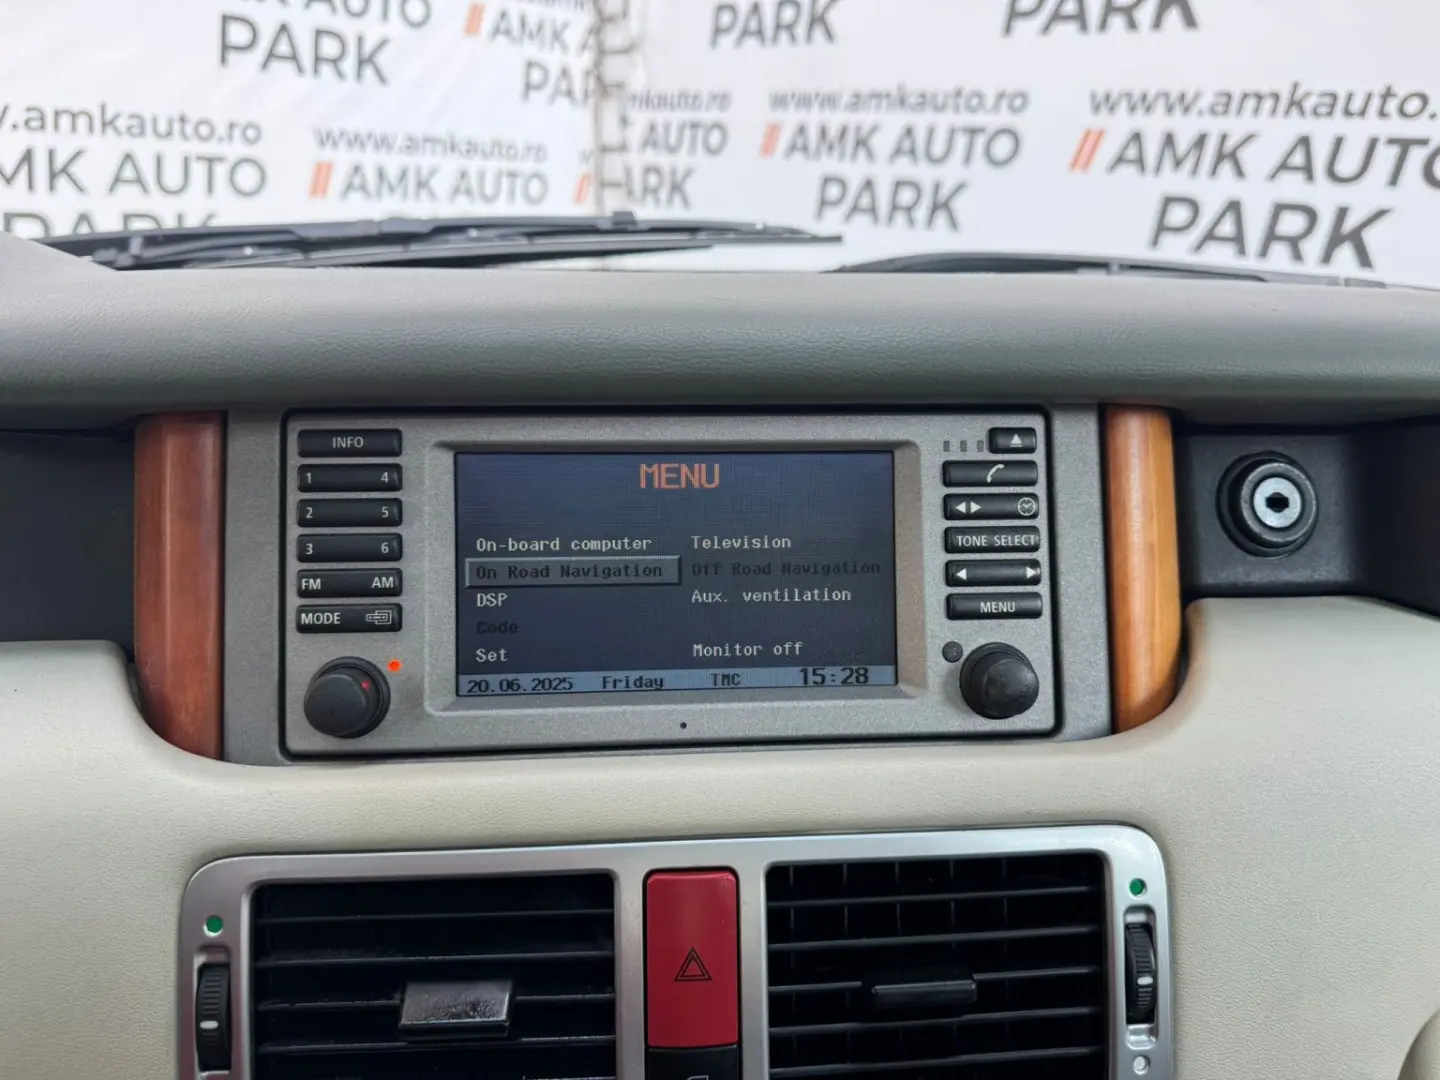 AUTO
PARK
AMK
PARK
PARK
PARK
.amkauto.ro
MK AUTO
PARK
www.amkauto.ro
AMK AUTO
AUTO
ARK
www.amkauto.ro
AMK AUTO
PARK
www.amkauto.
AMK AUTO
PARK
INFO
1 4
2 5
3 6
FM AM
MODE
MENU
On-board computer
Television
On Road Navigation
Off Road Navigation
DSP
Aux. ventilation
Code
Set
Monitor off
20.06.2025 Friday TMC 15:28
TONE SELECT
MENU